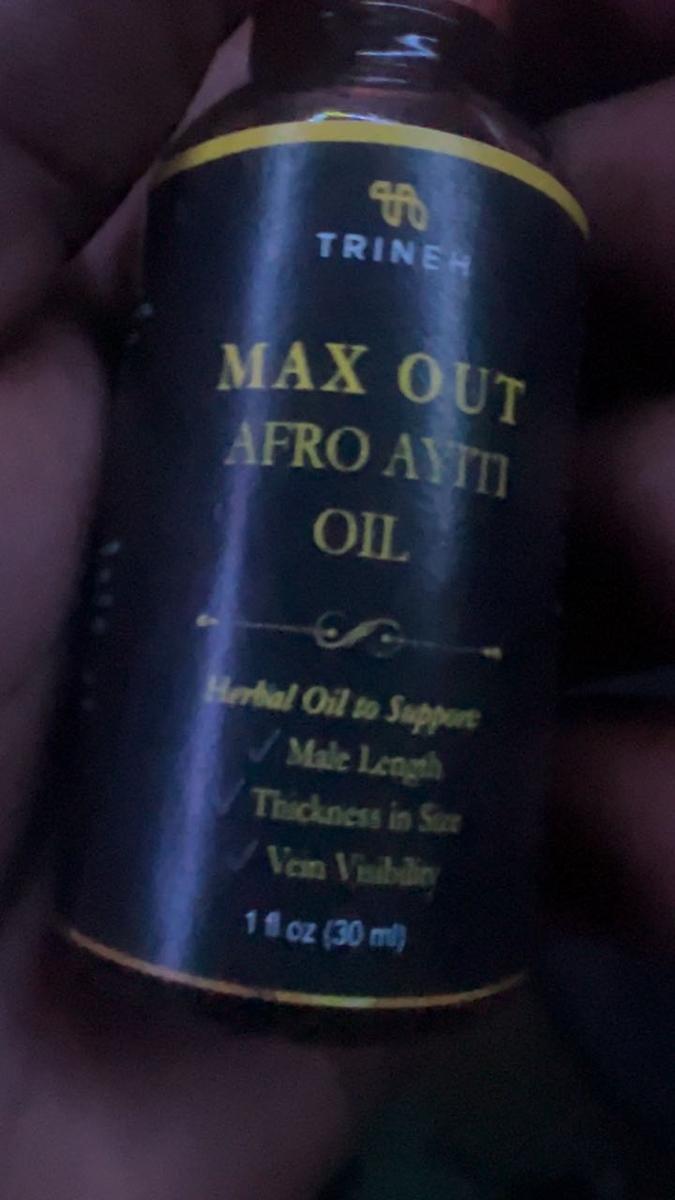 TRINEH
MAX OUT
AFRO AYITI
OIL
Herbal Oil to Support
Male Length
Thickness in Size
Vein Visibility
1 fl oz (30 ml)